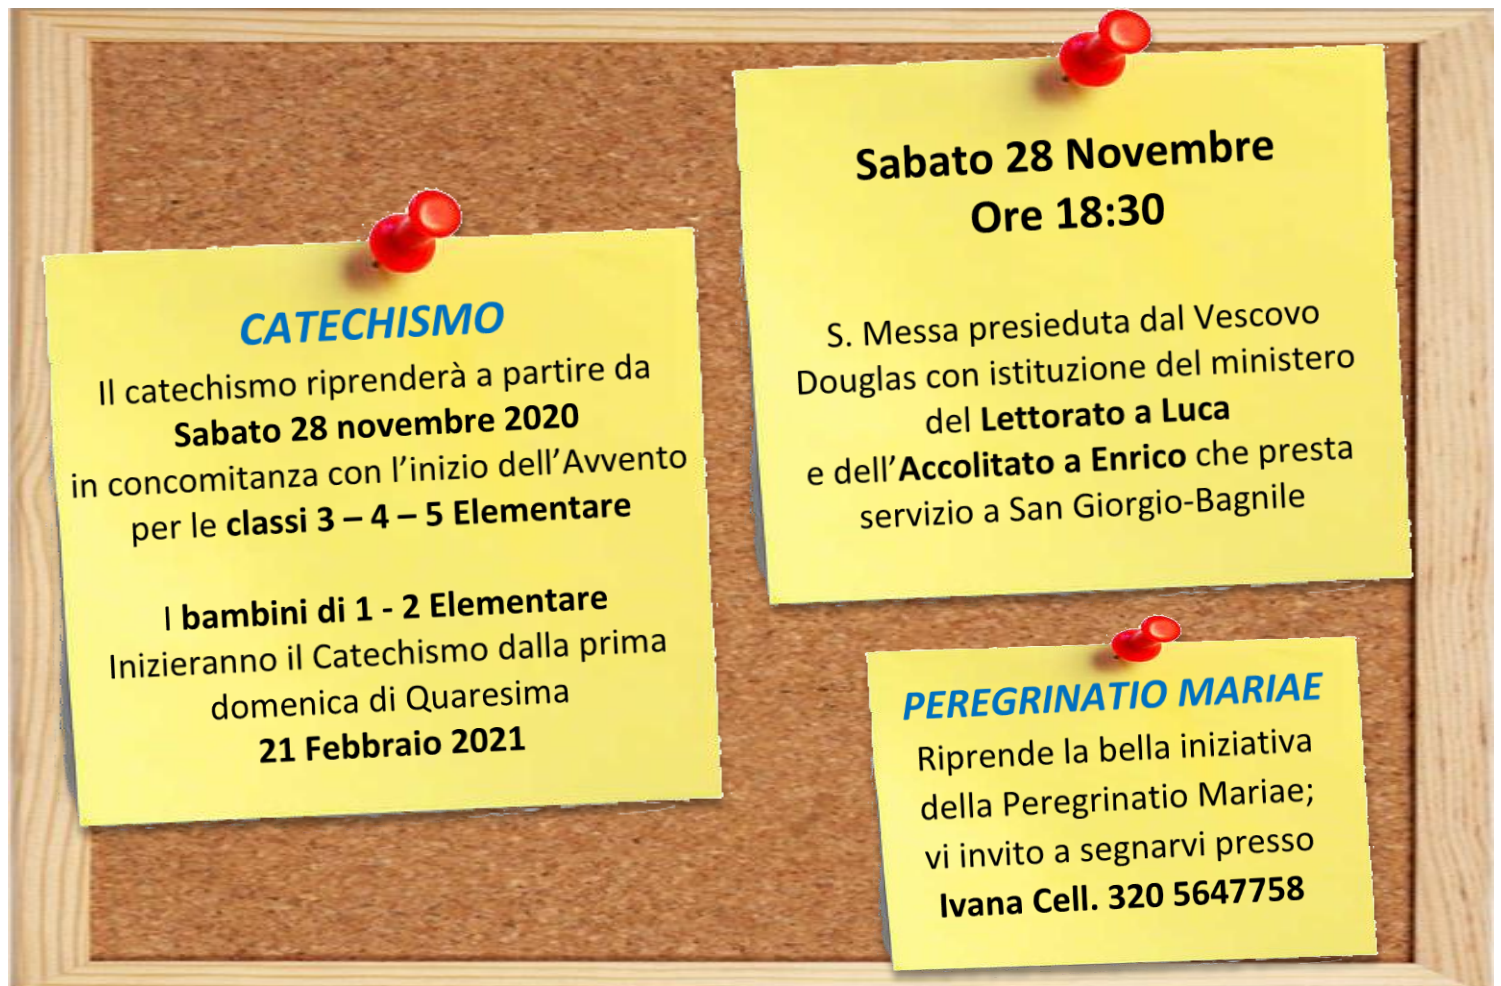 CATECHISMO
Il catechismo riprenderà a partire da
Sabato 28 novembre 2020
in concomitanza con l’inizio dell’Avvento
per le classi 3 – 4 – 5 Elementare
I bambini di 1 - 2 Elementare
Inizieranno il Catechismo dalla prima
domenica di Quaresima
21 Febbraio 2021
Sabato 28 Novembre
Ore 18:30
S. Messa presieduta dal Vescovo
Douglas con istituzione del ministero
del Lettorato a Luca
e dell’Accolitato a Enrico che presta
servizio a San Giorgio-Bagnile
PEREGRINATIO MARIAE
Riprende la bella iniziativa
della Peregrinatio Mariae;
vi invito a segnarvi presso
Ivana Cell. 320 5647758